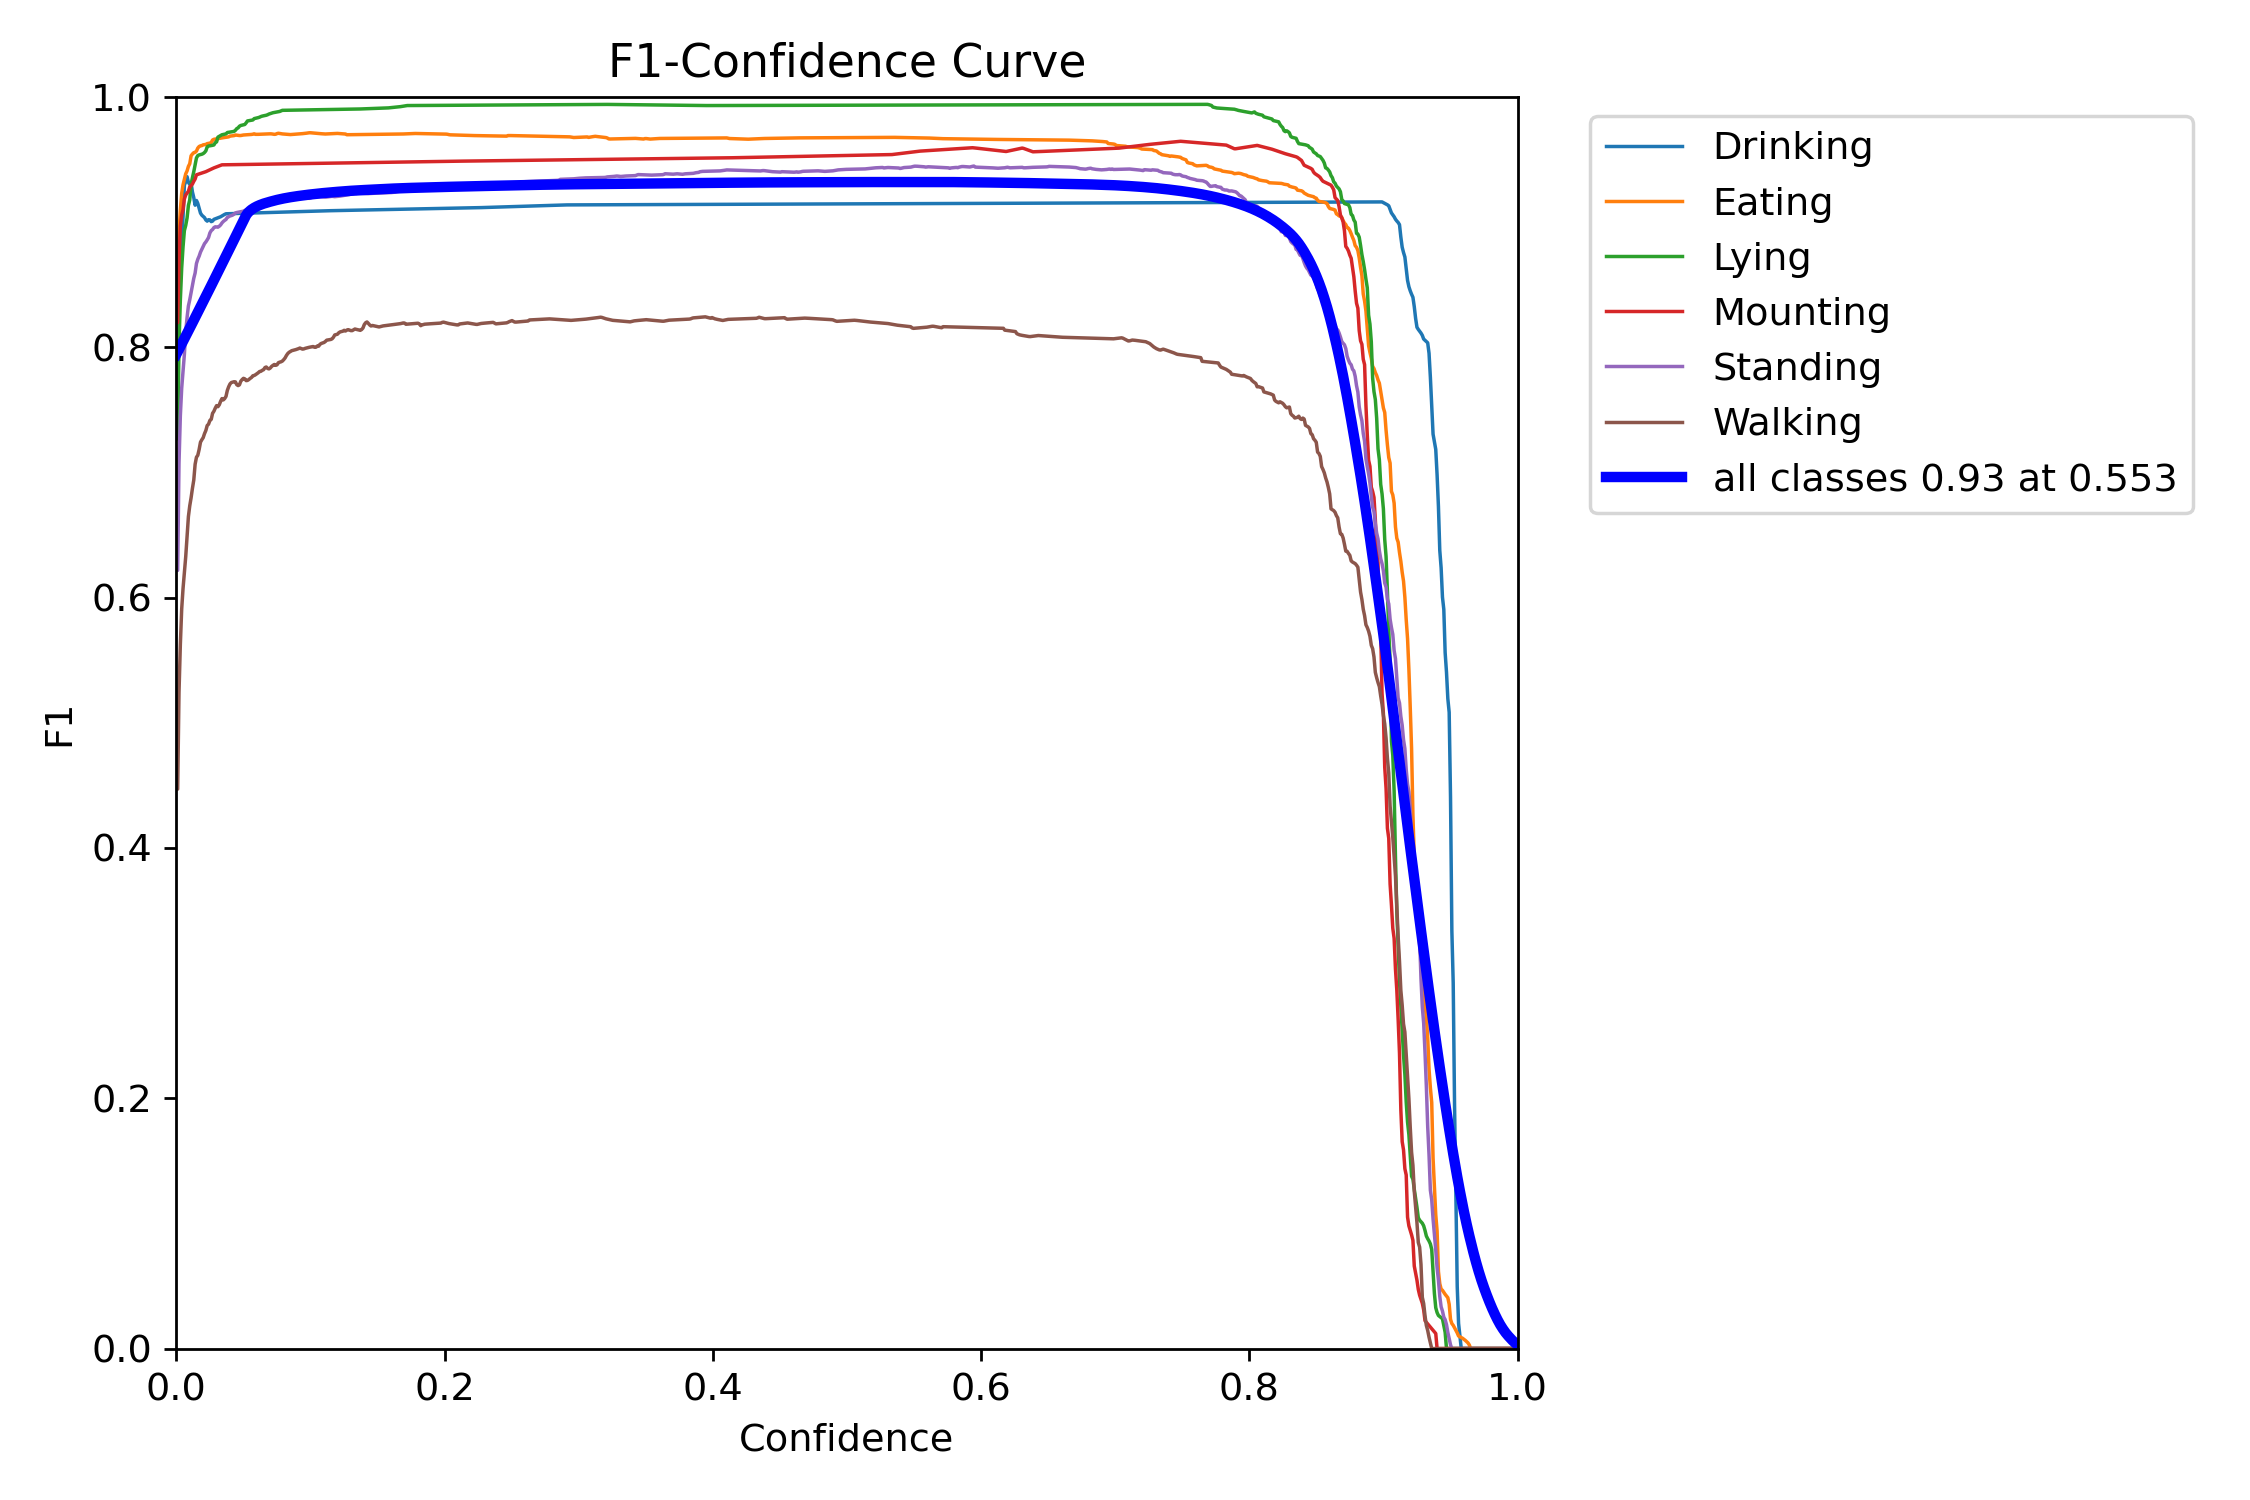 F1-Confidence Curve
1.0
0.8
0.6
0.4
0.2
0.0
F1
0.0 0.2 0.4 0.6 0.8 1.0
Confidence
Drinking
Eating
Lying
Mounting
Standing
Walking
all classes 0.93 at 0.553